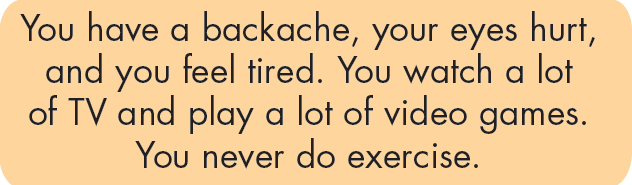 You have a backache, your eyes hurt,
and you feel tired. You watch a lot
of TV and play a lot of video games.
You never do exercise.